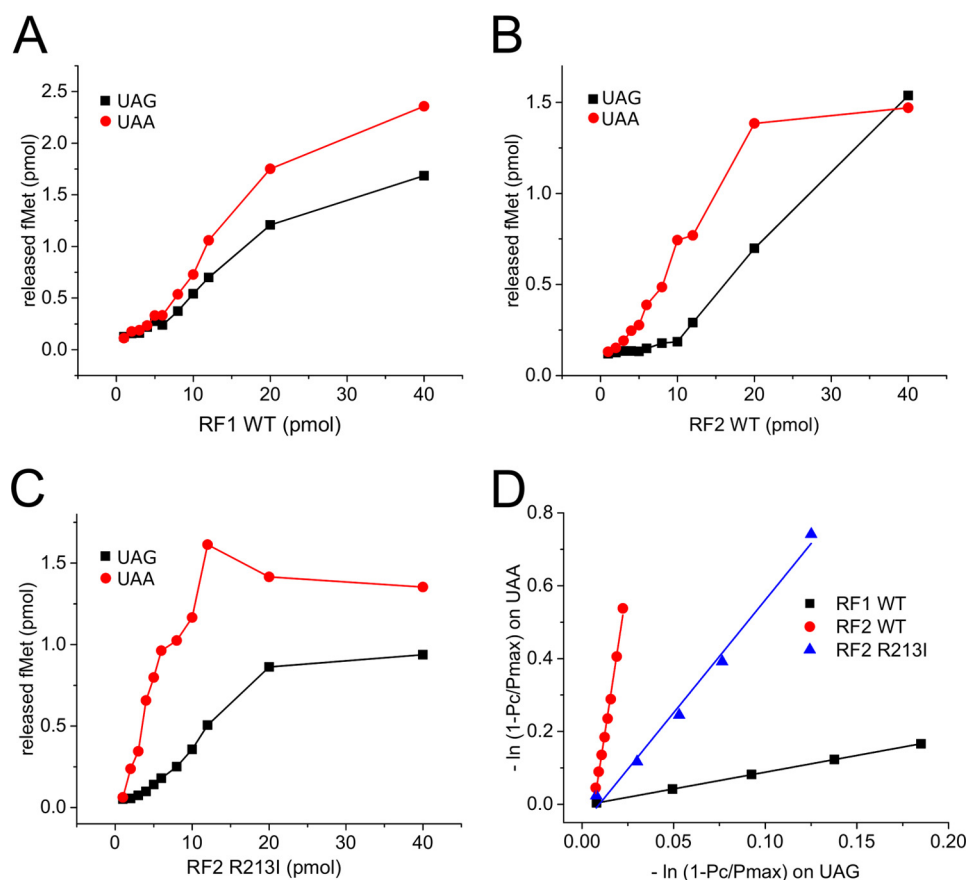 A
UAG
UAA
2.5
2.0
1.5
1.0
0.5
0.0
released fMet (pmol)
0 10 20 30 40
RF1 WT (pmol)
B
UAG
UAA
1.5
1.0
0.5
0.0
released fMet (pmol)
0 10 20 30 40
RF2 WT (pmol)
C
UAG
UAA
1.5
1.0
0.5
0.0
released fMet (pmol)
0 10 20 30 40
RF2 R213I (pmol)
D
0.8
0.6
0.4
0.2
0.0
- ln (1-Pc/Pmax) on UAA
RF1 WT
RF2 WT
RF2 R213I
0.00 0.05 0.10 0.15 0.20
- ln (1-Pc/Pmax) on UAG